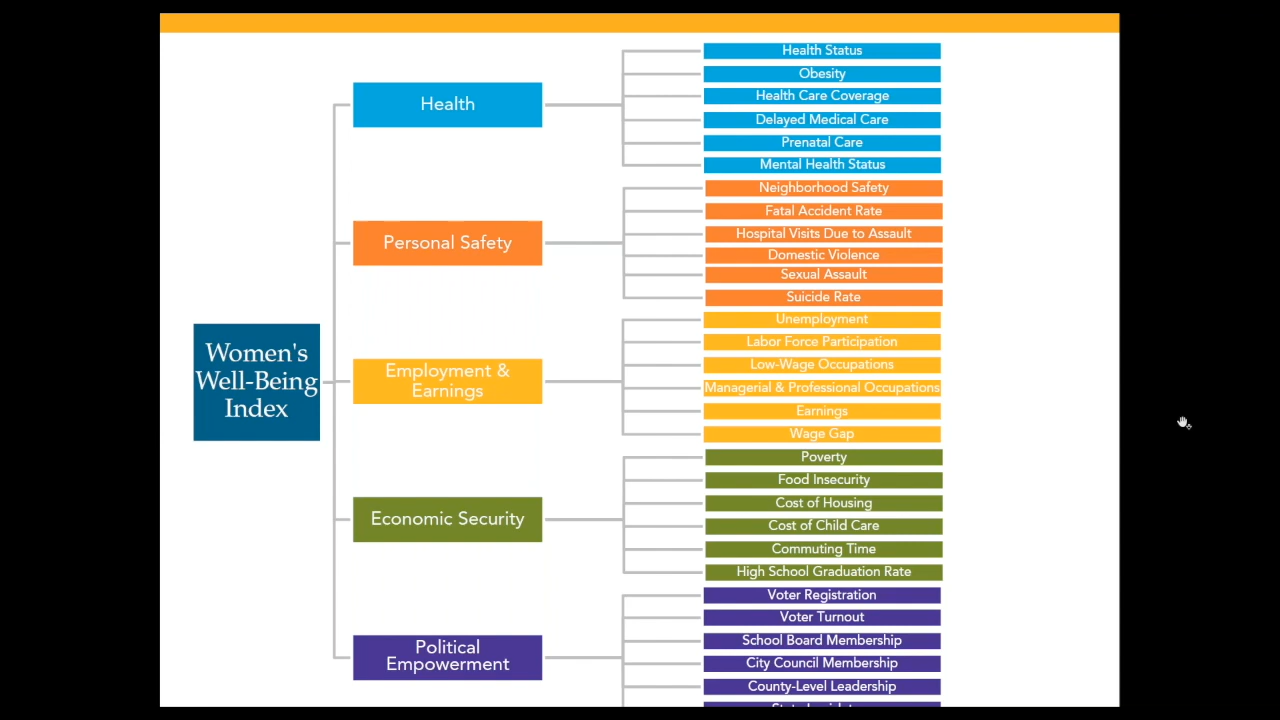 Women's
Well-Being
Index
Health
Health Status
Obesity
Health Care Coverage
Delayed Medical Care
Prenatal Care
Mental Health Status
Personal Safety
Neighborhood Safety
Fatal Accident Rate
Hospital Visits Due to Assault
Domestic Violence
Sexual Assault
Suicide Rate
Employment &
Earnings
Unemployment
Labor Force Participation
Low-Wage Occupations
Managerial & Professional Occupations
Earnings
Wage Gap
Economic Security
Poverty
Food Insecurity
Cost of Housing
Cost of Child Care
Commuting Time
High School Graduation Rate
Political
Empowerment
Voter Registration
Voter Turnout
School Board Membership
City Council Membership
County-Level Leadership